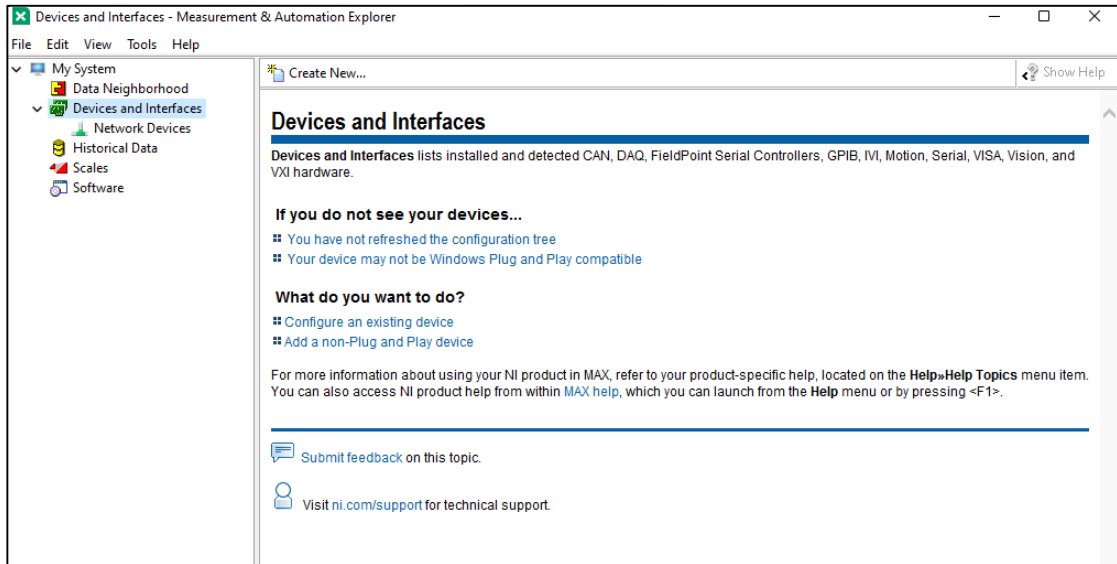 Devices and Interfaces - Measurement & Automation Explorer
File Edit View Tools Help
My System
Data Neighborhood
Devices and Interfaces
Network Devices
Historical Data
Scales
Software
Create New...
Show Help
Devices and Interfaces
Devices and Interfaces lists installed and detected CAN, DAQ, FieldPoint Serial Controllers, GPIB, IVI, Motion, Serial, VISA, Vision, and
VXI hardware.
If you do not see your devices...
You have not refreshed the configuration tree
Your device may not be Windows Plug and Play compatible
What do you want to do?
Configure an existing device
Add a non-Plug and Play device
For more information about using your NI product in MAX, refer to your product-specific help, located on the Help»Help Topics menu item.
You can also access NI product help from within MAX help, which you can launch from the Help menu or by pressing <F1>.
Submit feedback on this topic.
Visit ni.com/support for technical support.